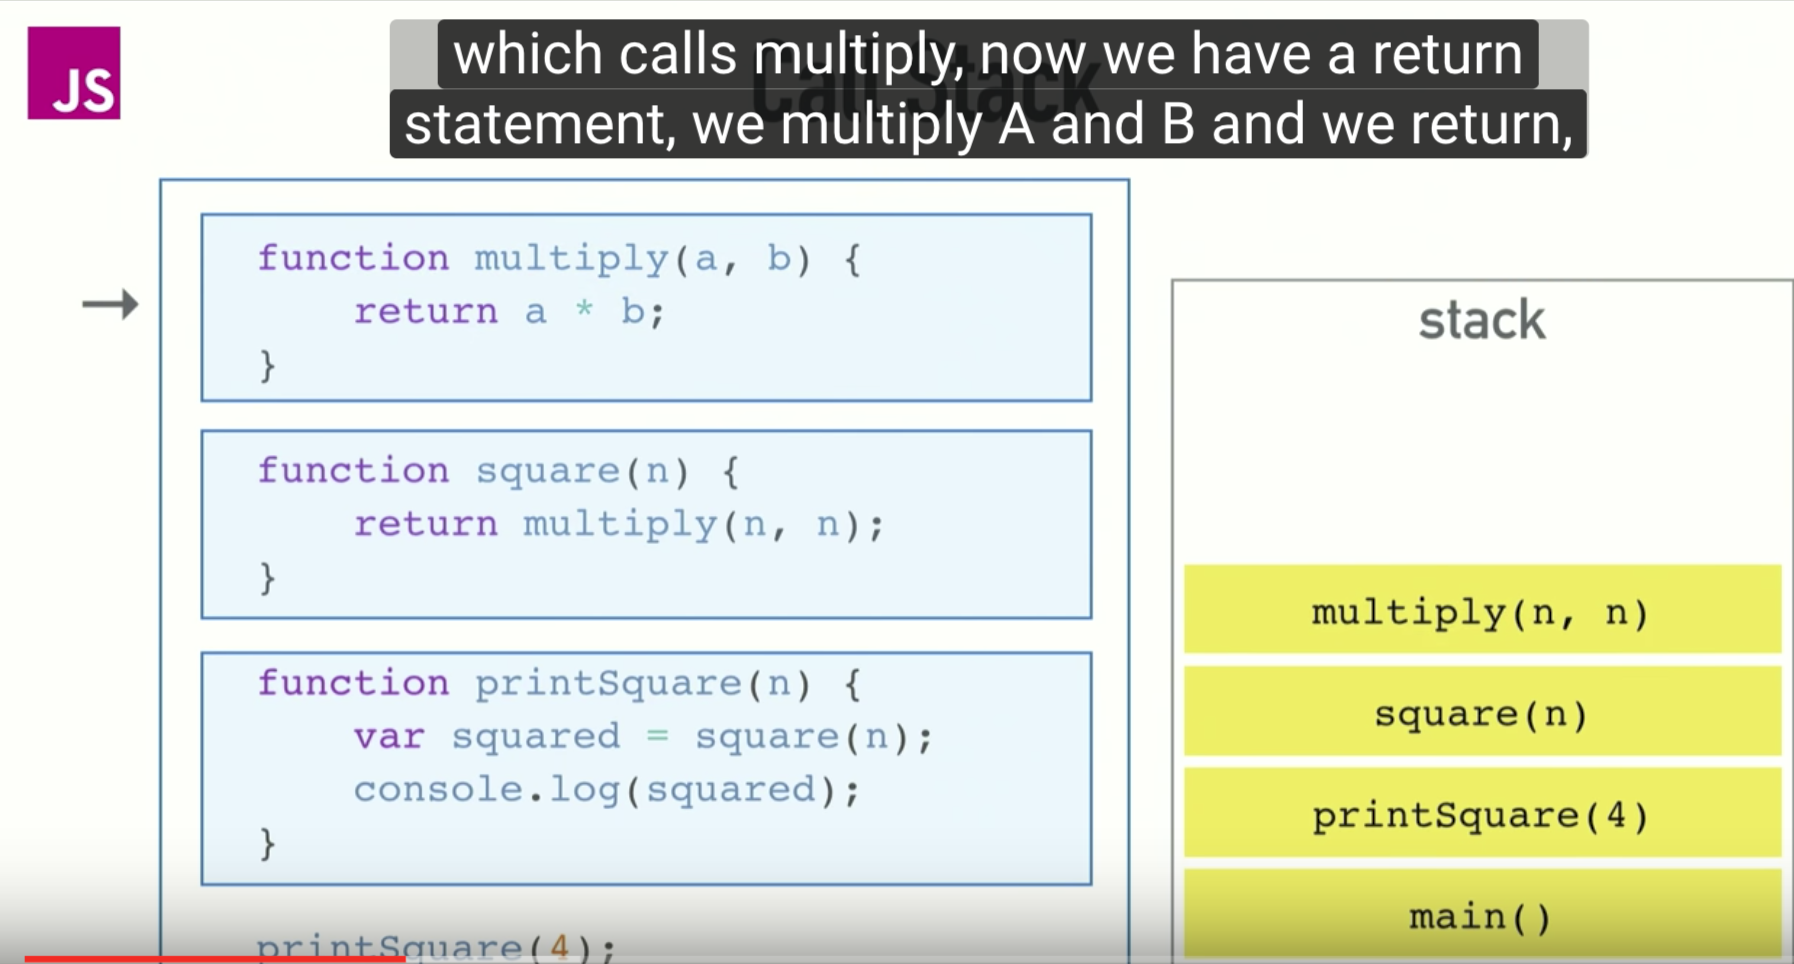 JS
Call Stack
which calls multiply, now we have a return
statement, we multiply A and B and we return,
function multiply(a, b) {
return a * b;
}
function square(n) {
return multiply(n, n);
}
function printSquare(n) {
var squared = square(n);
console.log(squared);
}
printSquare(4);
stack
multiply(n, n)
square(n)
printSquare(4)
main()